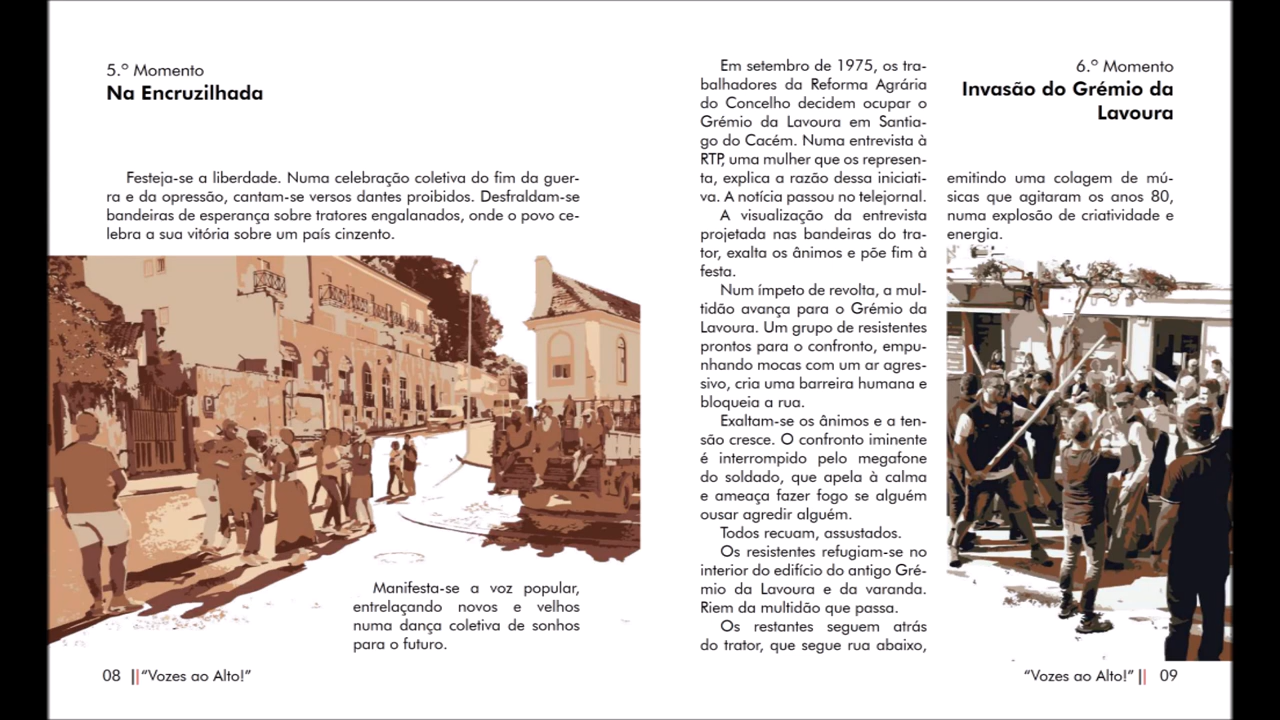 5.º Momento
Na Encruzilhada
Festeja-se a liberdade. Numa celebração coletiva do fim da guer-
ra e da opressão, cantam-se versos dantes proibidos. Desfraldam-se
bandeiras de esperança sobre tratores engalanados, onde o povo ce-
lebra a sua vitória sobre um país cinzento.
Manifesta-se a voz popular,
entrelaçando novos e velhos
numa dança coletiva de sonhos
para o futuro.
08 || “Vozes ao Alto!”
6.º Momento
Invasão do Grémio da
Lavoura
Em setembro de 1975, os tra-
balhadores da Reforma Agrária
do Concelho decidem ocupar o
Grémio da Lavoura em Santia-
go do Cacém. Numa entrevista à
RTP, uma mulher que os represen-
ta, explica a razão dessa iniciati-
va. A notícia passou no telejornal.
A visualização da entrevista
projetada nas bandeiras do tra-
tor, exalta os ânimos e põe fim à
festa.
Num ímpeto de revolta, a mul-
tidão avança para o Grémio da
Lavoura. Um grupo de resistentes
prontos para o confronto, empu-
nhando mocas com um ar agres-
sivo, cria uma barreira humana e
bloqueia a rua.
Exaltam-se os ânimos e a ten-
são cresce. O confronto iminente
é interrompido pelo megafone
do soldado, que apela à calma
e ameaça fazer fogo se alguém
ousar agredir alguém.
Todos recuam, assustados.
Os resistentes refugiam-se no
interior do edifício do antigo Gré-
mio da Lavoura e da varanda.
Riem da multidão que passa.
Os restantes seguem atrás
do trator, que segue rua abaixo,
emitindo uma colagem de mú-
sicas que agitaram os anos 80,
numa explosão de criatividade e
energia.
“Vozes ao Alto!” || 09